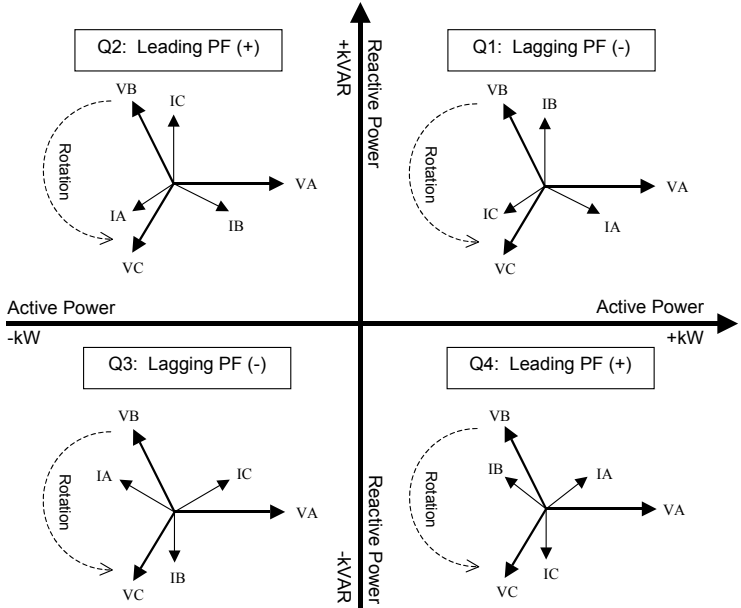 Q2: Leading PF (+)
VB
IC
Rotation
VA
IA
IB
VC
+kVAR
Reactive Power
Q1: Lagging PF (-)
VB
IB
Rotation
VA
IC
IA
VC
Active Power
-kW
Active Power
+kW
Q3: Lagging PF (-)
VB
IA
IC
Rotation
VA
IB
VC
-kVAR
Reactive Power
Q4: Leading PF (+)
VB
IB
IA
Rotation
VA
IC
VC